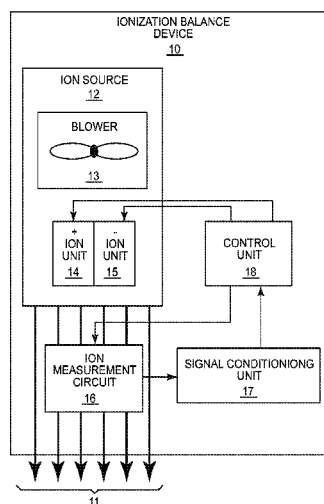 IONIZATION BALANCE
DEVICE
10
ION SOURCE
12
BLOWER
13
+
ION
UNIT
14
-
ION
UNIT
15
CONTROL
UNIT
18
ION
MEASUREMENT
CIRCUIT
16
SIGNAL CONDITIONIONG
UNIT
17
11